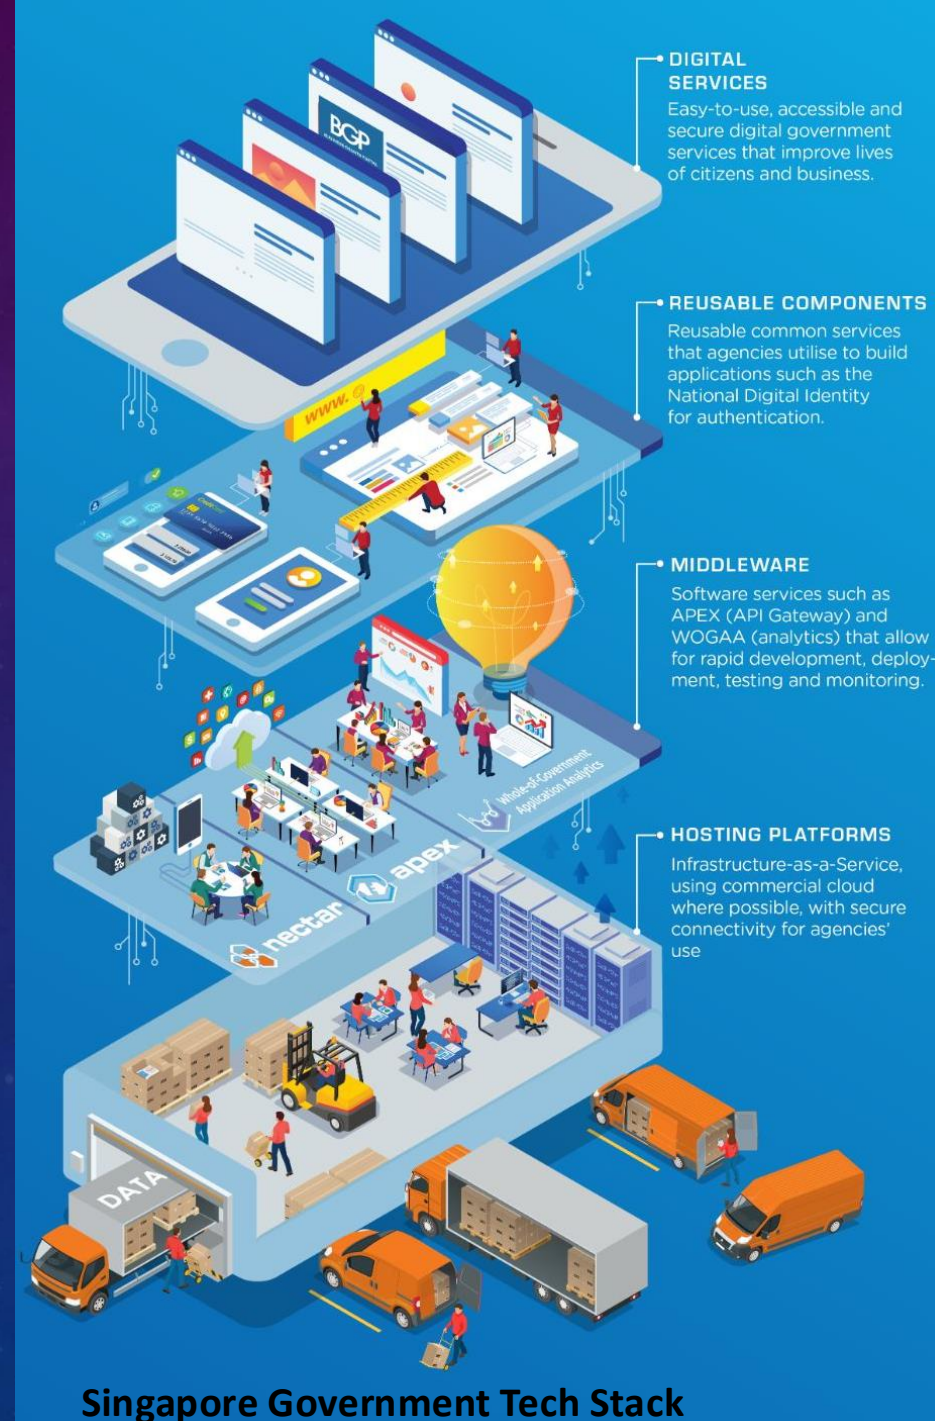 DIGITAL
SERVICES
Easy-to-use, accessible and
secure digital government
services that improve lives
of citizens and business.
BGP
REUSABLE COMPONENTS
Reusable common services
that agencies utilise to build
applications such as the
National Digital Identity
for authentication.
www.
MIDDLEWARE
Software services such as
APEX (API Gateway) and
WOGAA (analytics) that allow
for rapid development, deploy-
ment, testing and monitoring.
Whole-of-Government
Application Analytics
apex
nectar
HOSTING PLATFORMS
Infrastructure-as-a-Service,
using commercial cloud
where possible, with secure
connectivity for agencies'
use
DATA
Singapore Government Tech Stack